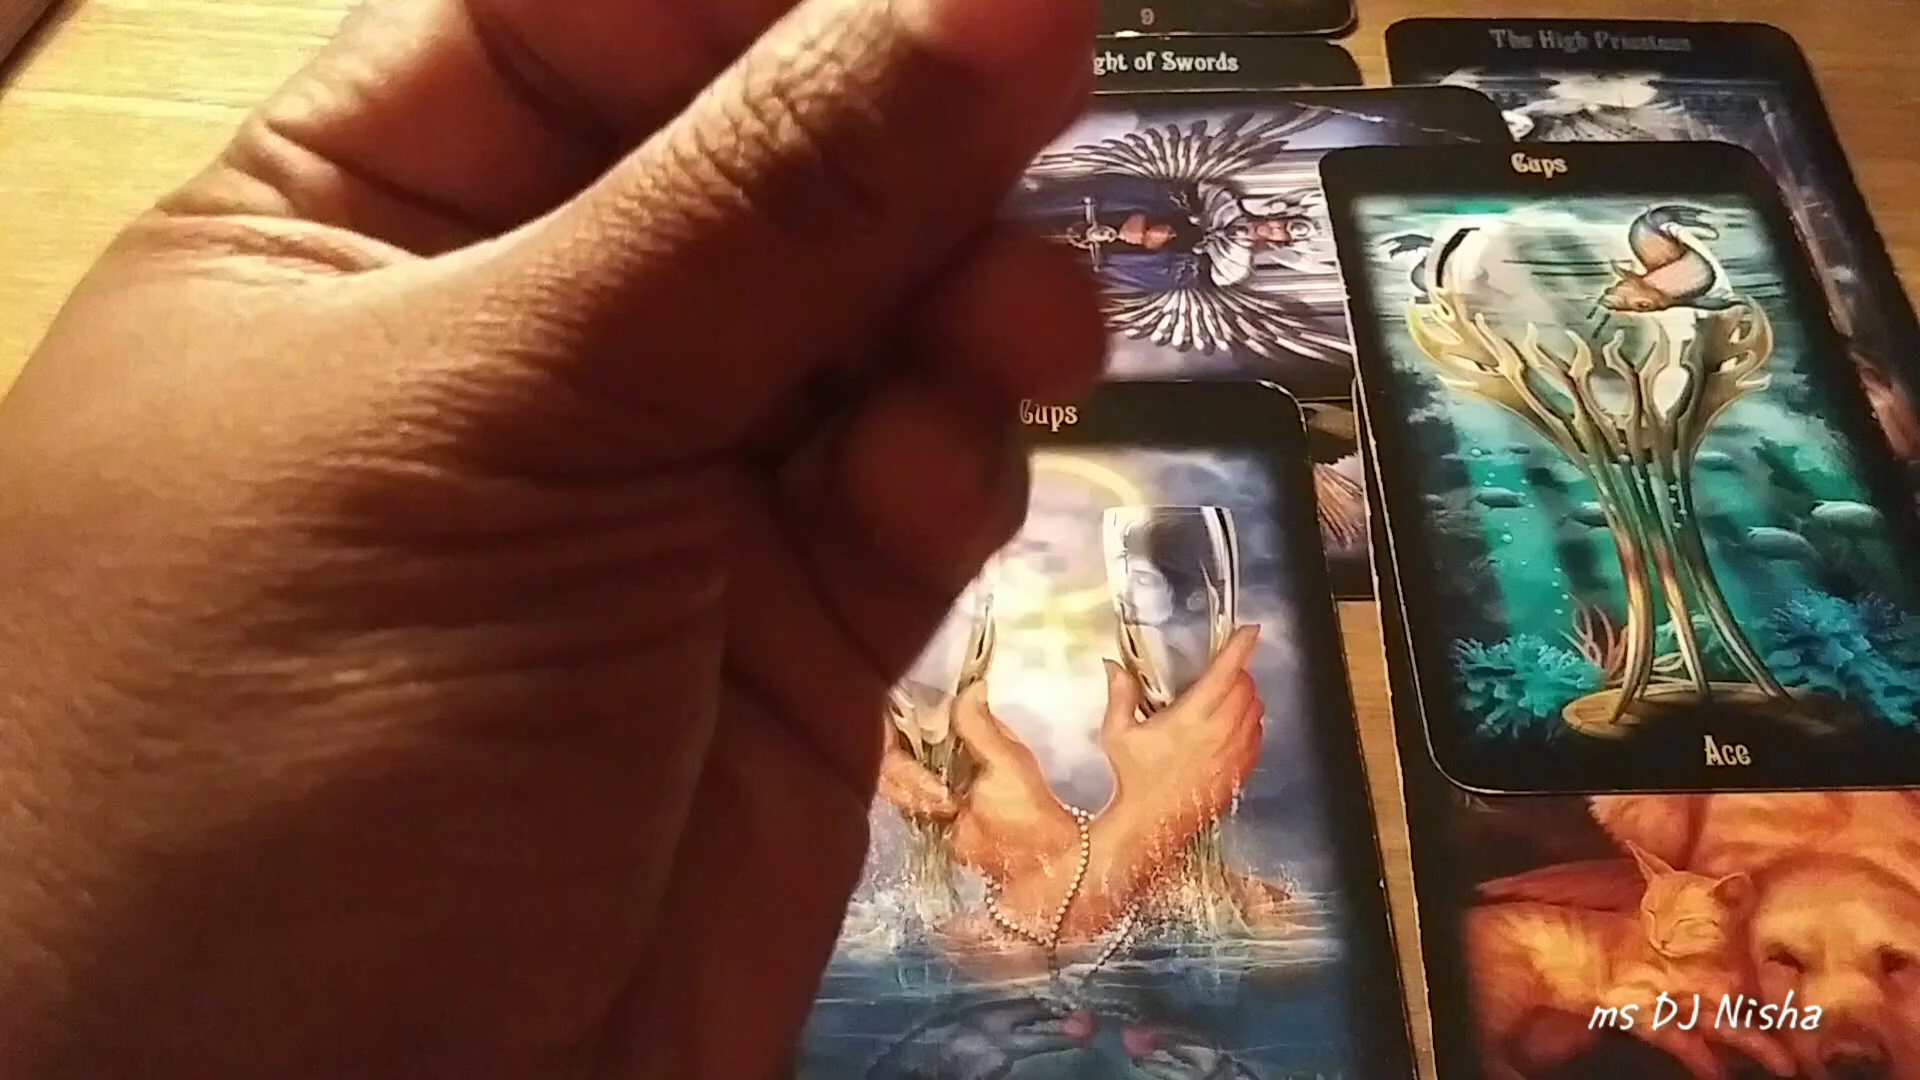 9
ght of Swords
The High Priestess
Cups
Cups
Ace
ms DJ Nisha